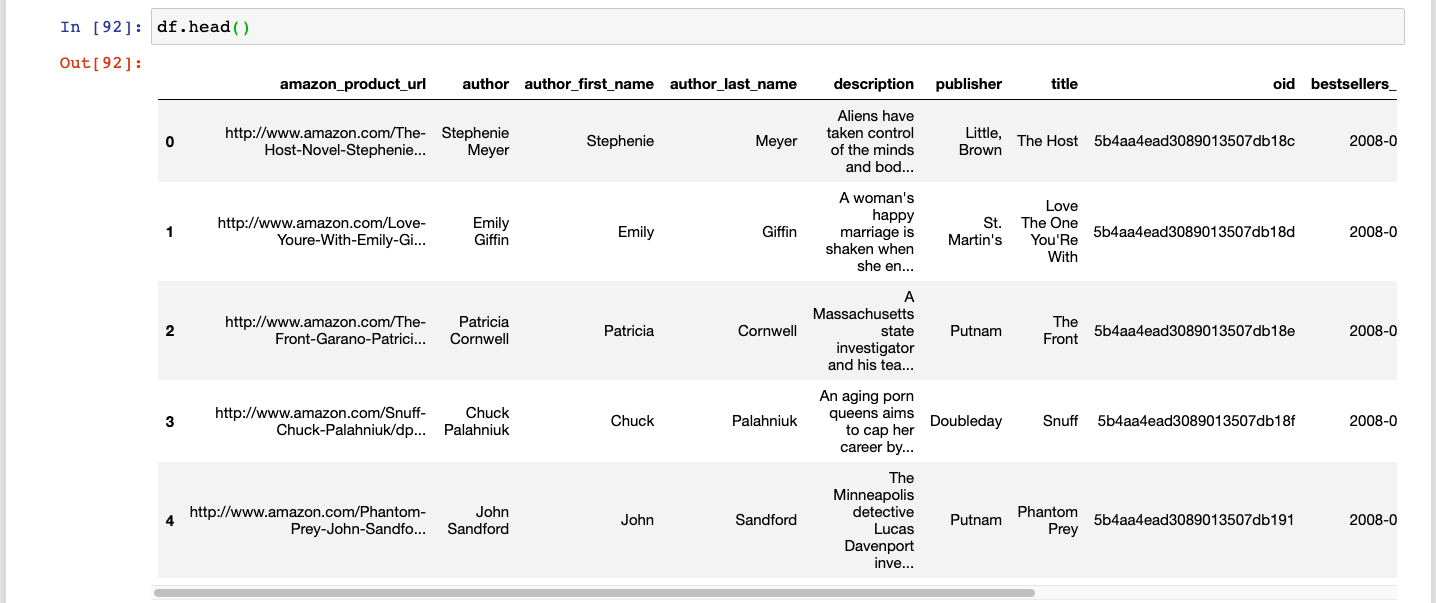 In [92]: df.head()
Out[92]:
amazon_product_url author author_first_name author_last_name description publisher title oid bestsellers_
0 http://www.amazon.com/The-Host-Novel-Stephenie... Stephenie Meyer Stephenie Meyer Aliens have taken control of the minds and bod... Little, Brown The Host 5b4aa4ead3089013507db18c 2008-0
1 http://www.amazon.com/Love-Youre-With-Emily-Gi... Emily Giffin Emily Giffin A woman's happy marriage is shaken when she en... St. Martin's Love The One You'Re With 5b4aa4ead3089013507db18d 2008-0
2 http://www.amazon.com/The-Front-Garano-Patrici... Patricia Cornwell Patricia Cornwell A Massachusetts state investigator and his tea... Putnam The Front 5b4aa4ead3089013507db18e 2008-0
3 http://www.amazon.com/Snuff-Chuck-Palahniuk/dp... Chuck Palahniuk Chuck Palahniuk An aging porn queens aims to cap her career by... Doubleday Snuff 5b4aa4ead3089013507db18f 2008-0
4 http://www.amazon.com/Phantom-Prey-John-Sandfo... John Sandford John Sandford The Minneapolis detective Lucas Davenport inve... Putnam Phantom Prey 5b4aa4ead3089013507db191 2008-0